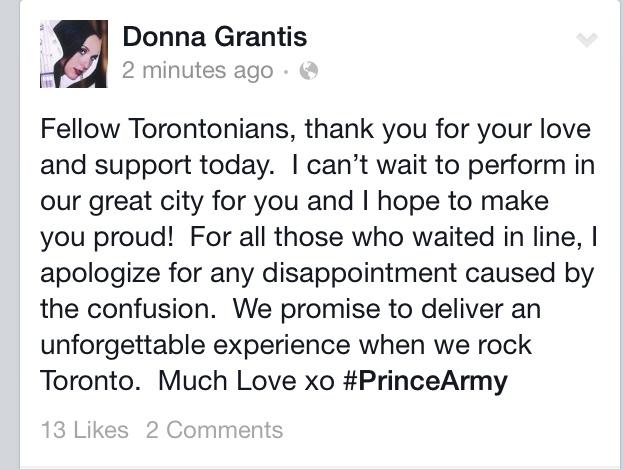 Donna Grantis
2 minutes ago ·
Fellow Torontonians, thank you for your love
and support today.  I can’t wait to perform in
our great city for you and I hope to make
you proud!  For all those who waited in line, I
apologize for any disappointment caused by
the confusion.  We promise to deliver an
unforgettable experience when we rock
Toronto.  Much Love xo #PrinceArmy
13 Likes  2 Comments